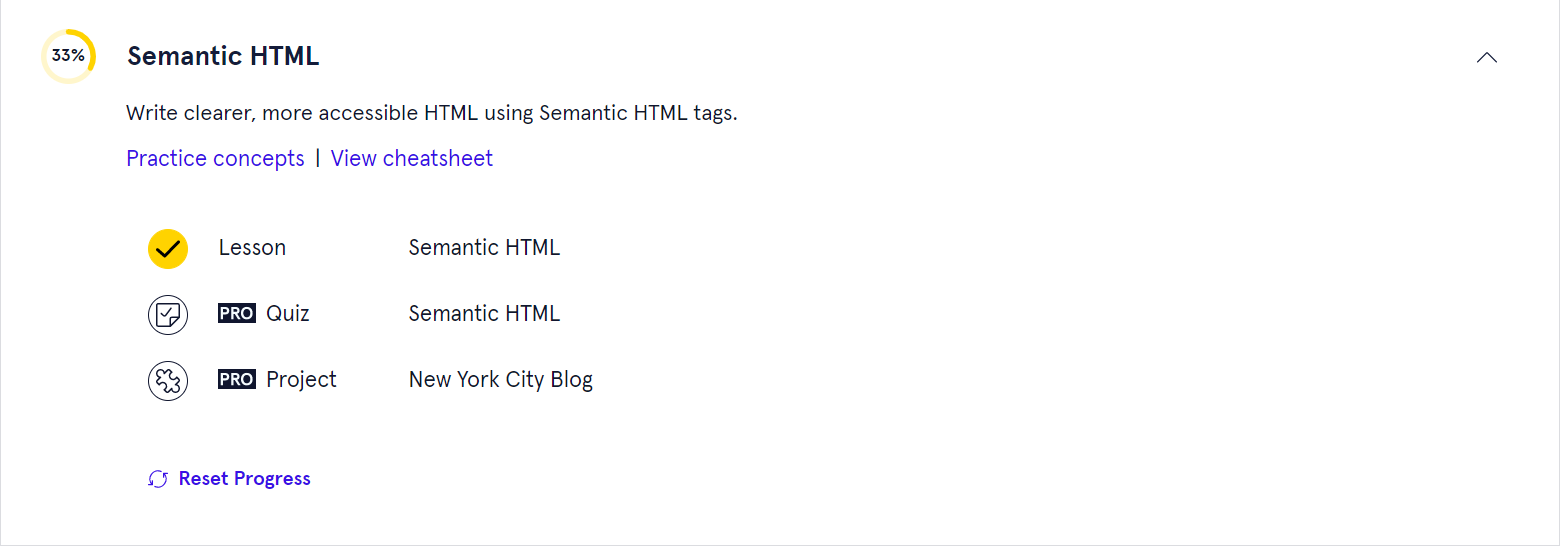 33% Semantic HTML
Write clearer, more accessible HTML using Semantic HTML tags.
Practice concepts | View cheatsheet
Lesson Semantic HTML
PRO Quiz Semantic HTML
PRO Project New York City Blog
Reset Progress